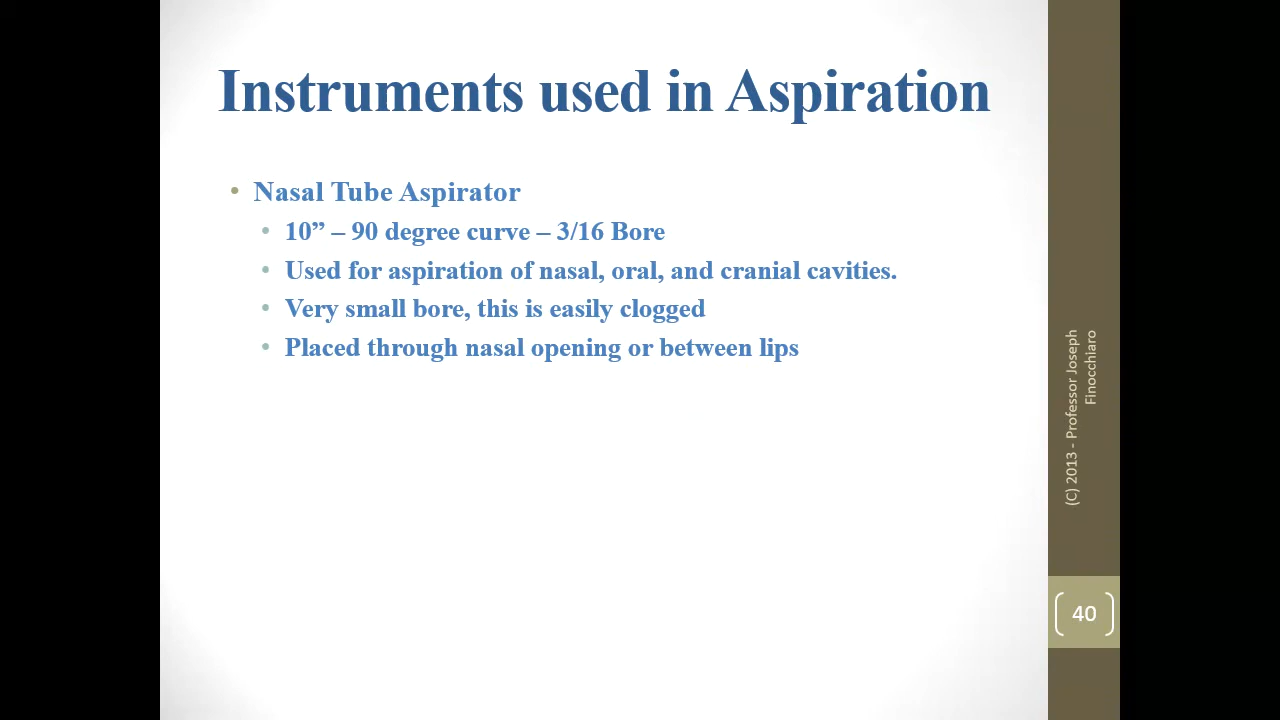 Instruments used in Aspiration
• Nasal Tube Aspirator
• 10” – 90 degree curve – 3/16 Bore
• Used for aspiration of nasal, oral, and cranial cavities.
• Very small bore, this is easily clogged
• Placed through nasal opening or between lips
(C) 2013 - Professor Joseph
Finocchiaro
40